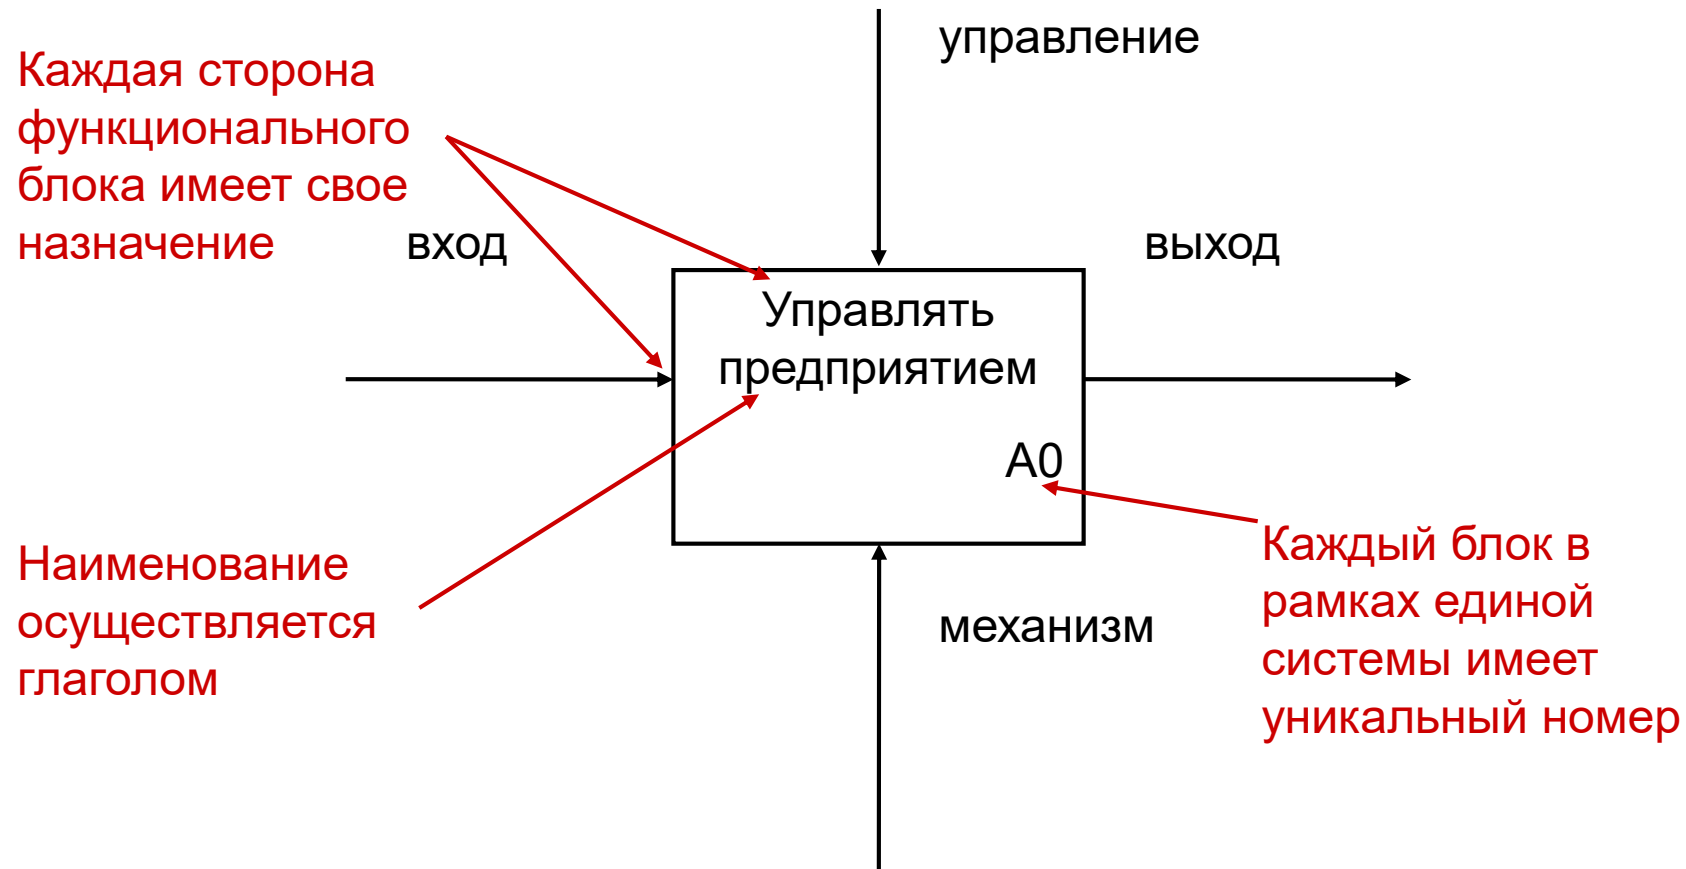 управление
Каждая сторона
функционального
блока имеет свое
назначение
вход
выход
Управлять
предприятием
А0
Наименование
осуществляется
глаголом
механизм
Каждый блок в
рамках единой
системы имеет
уникальный номер